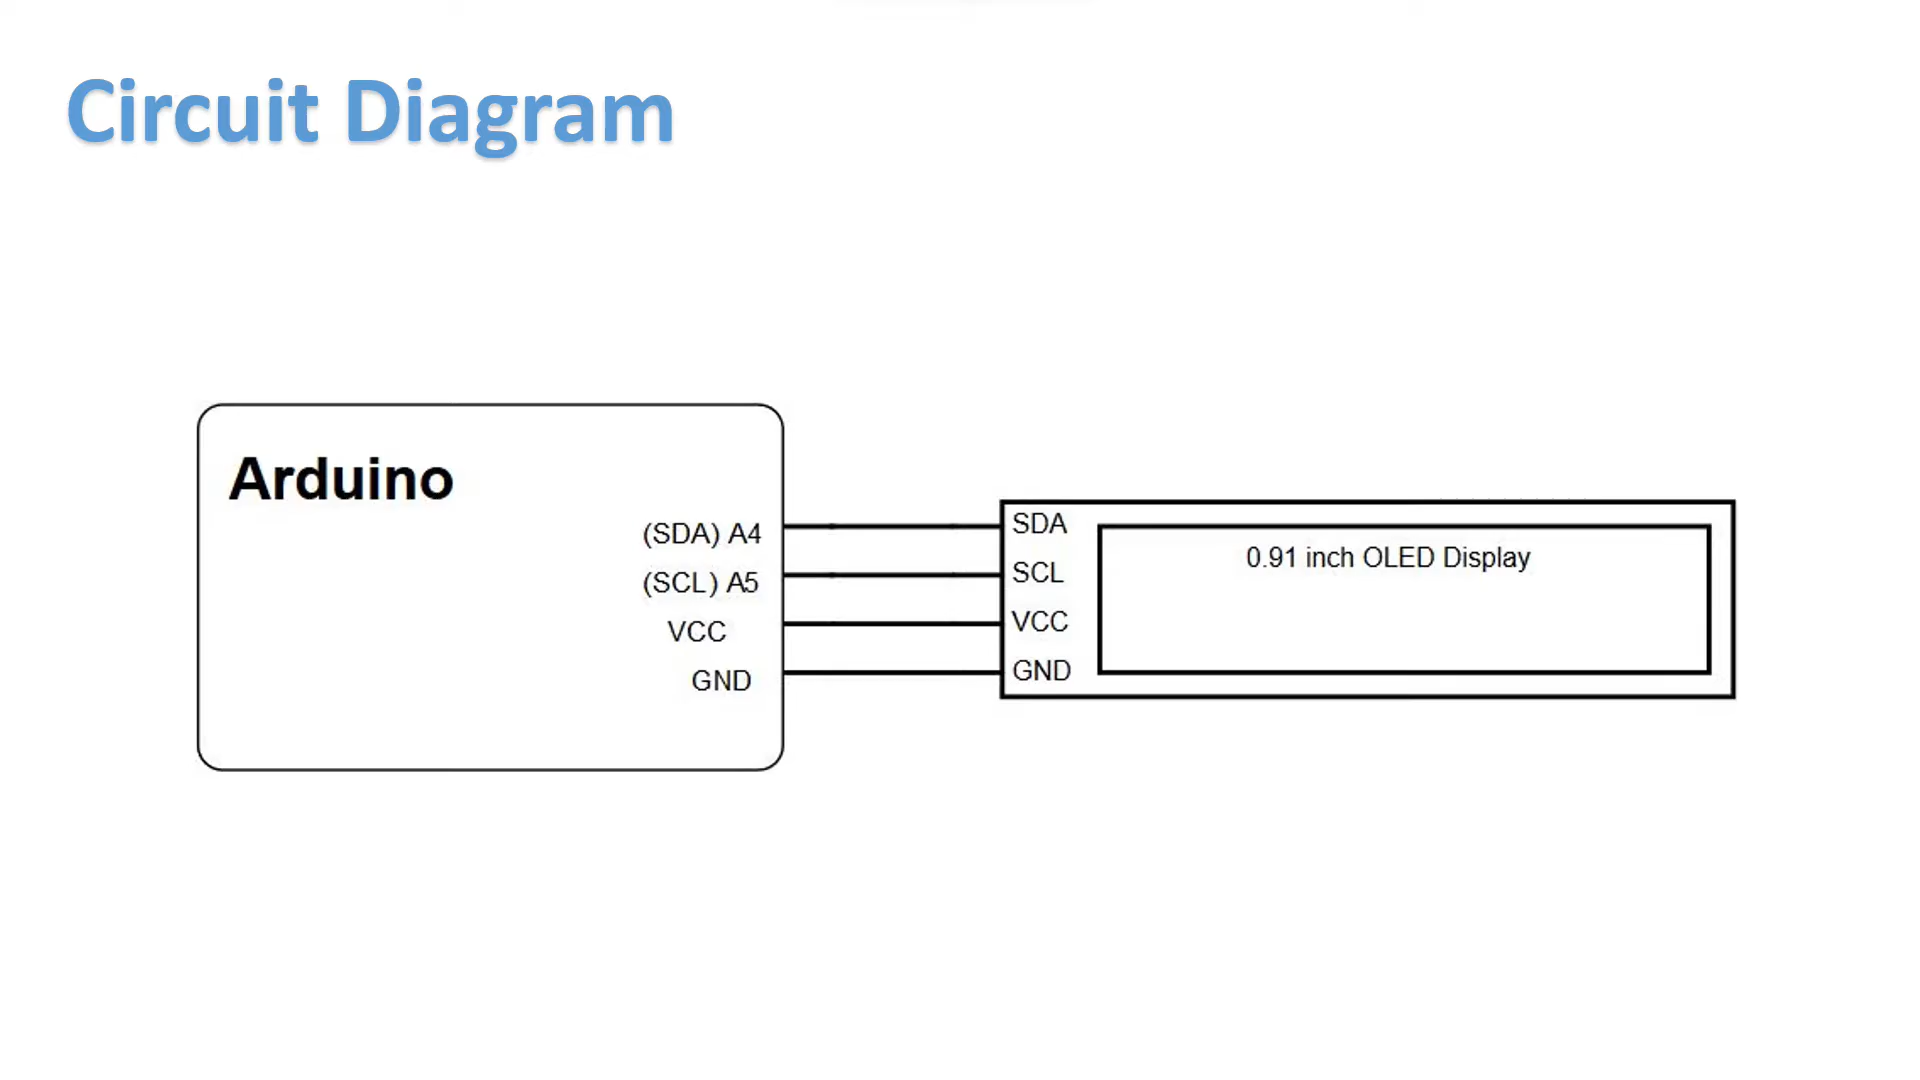 Circuit Diagram
Arduino
(SDA) A4
(SCL) A5
VCC
GND
SDA
SCL
VCC
GND
0.91 inch OLED Display